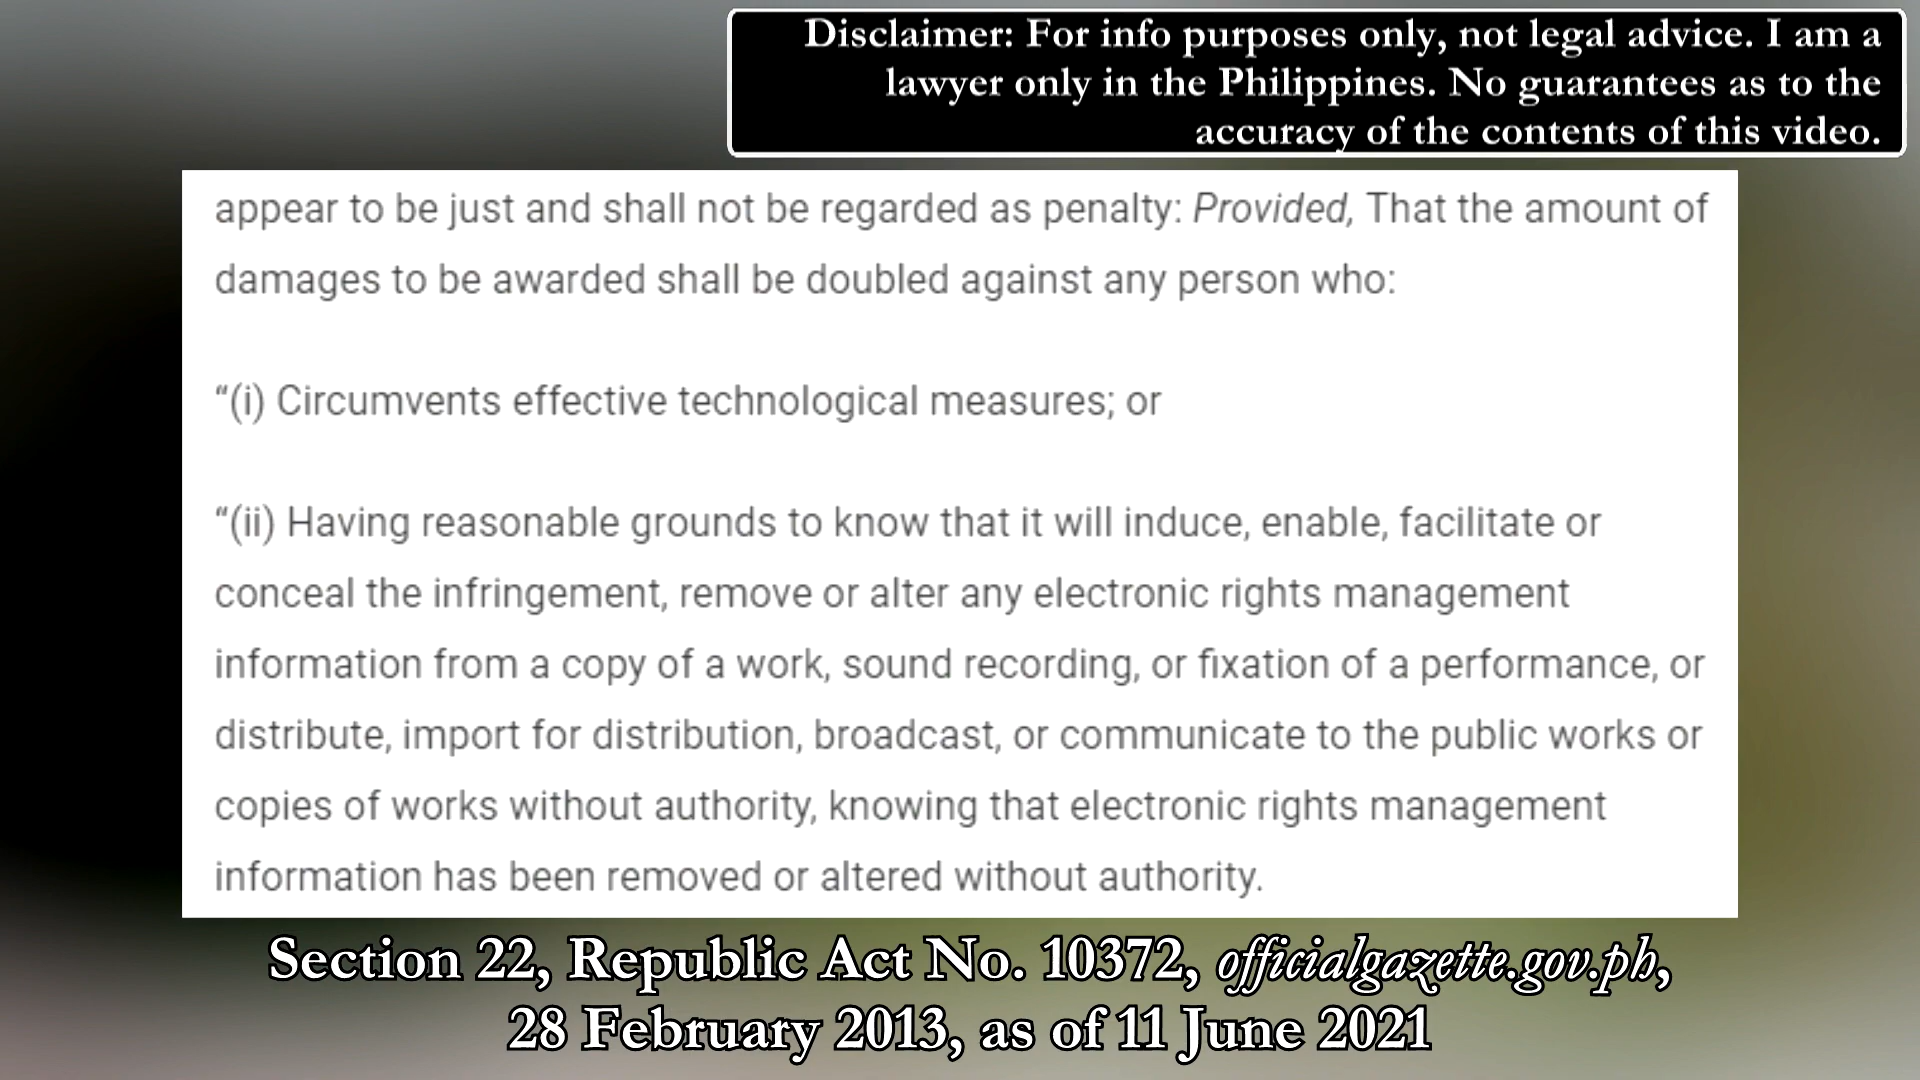 Disclaimer: For info purposes only, not legal advice. I am a
lawyer only in the Philippines. No guarantees as to the
accuracy of the contents of this video.
appear to be just and shall not be regarded as penalty: Provided, That the amount of
damages to be awarded shall be doubled against any person who:
“(i) Circumvents effective technological measures; or
“(ii) Having reasonable grounds to know that it will induce, enable, facilitate or
conceal the infringement, remove or alter any electronic rights management
information from a copy of a work, sound recording, or fixation of a performance, or
distribute, import for distribution, broadcast, or communicate to the public works or
copies of works without authority, knowing that electronic rights management
information has been removed or altered without authority.
Section 22, Republic Act No. 10372, officialgazette.gov.ph,
28 February 2013, as of 11 June 2021